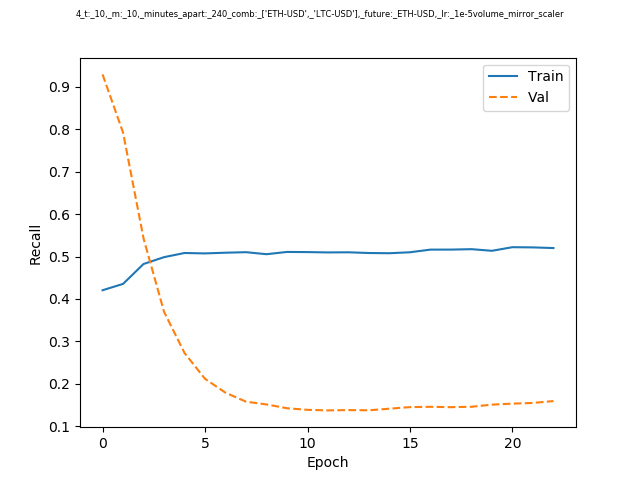 4_t:_10,_m:_10,_minutes_apart:_240_comb:_['ETH-USD',_'LTC-USD'],_future:_ETH-USD,_lr:_1e-5volume_mirror_scaler
Train
Val
0.9
0.8
0.7
0.6
0.5
0.4
0.3
0.2
0.1
Recall
0 5 10 15 20
Epoch